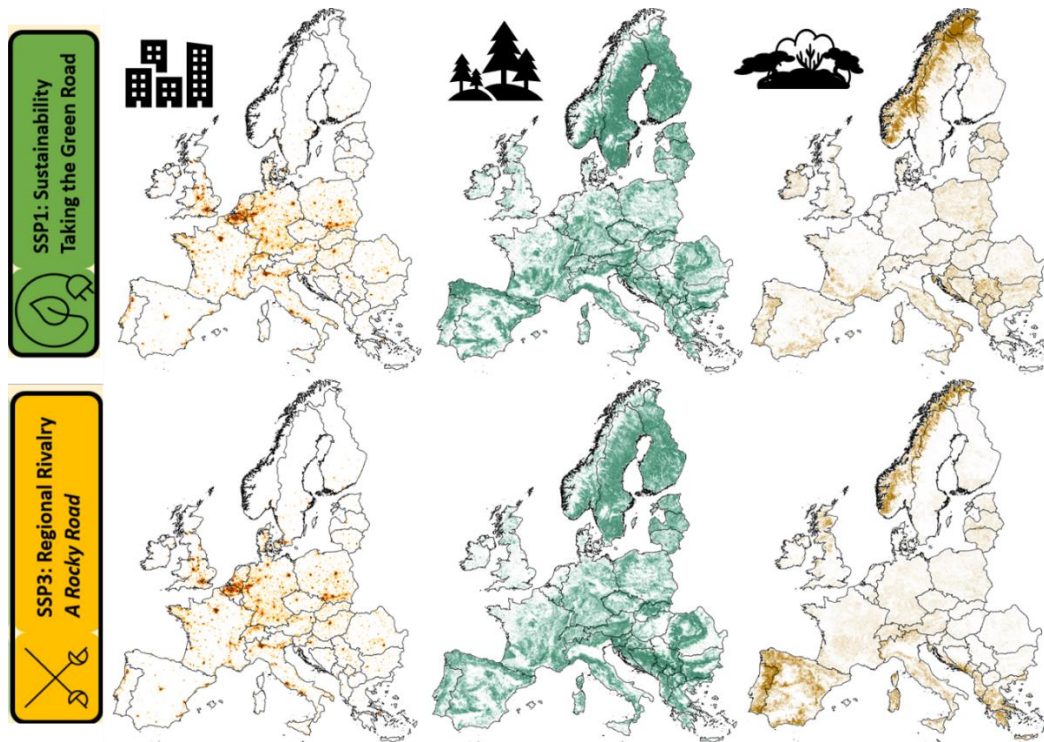 SSP1: Sustainability
Taking the Green Road
SSP3: Regional Rivalry
A Rocky Road